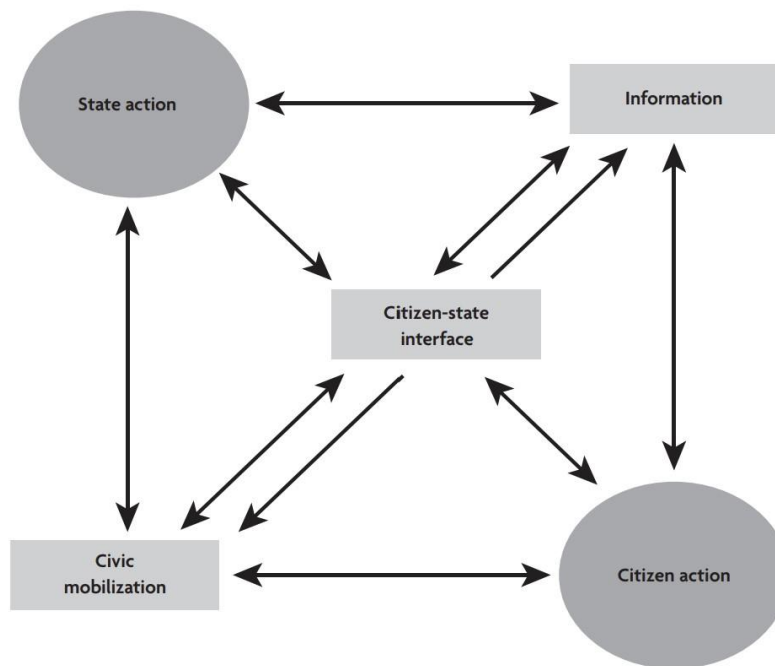 State action
Information
Citizen-state
interface
Civic
mobilization
Citizen action